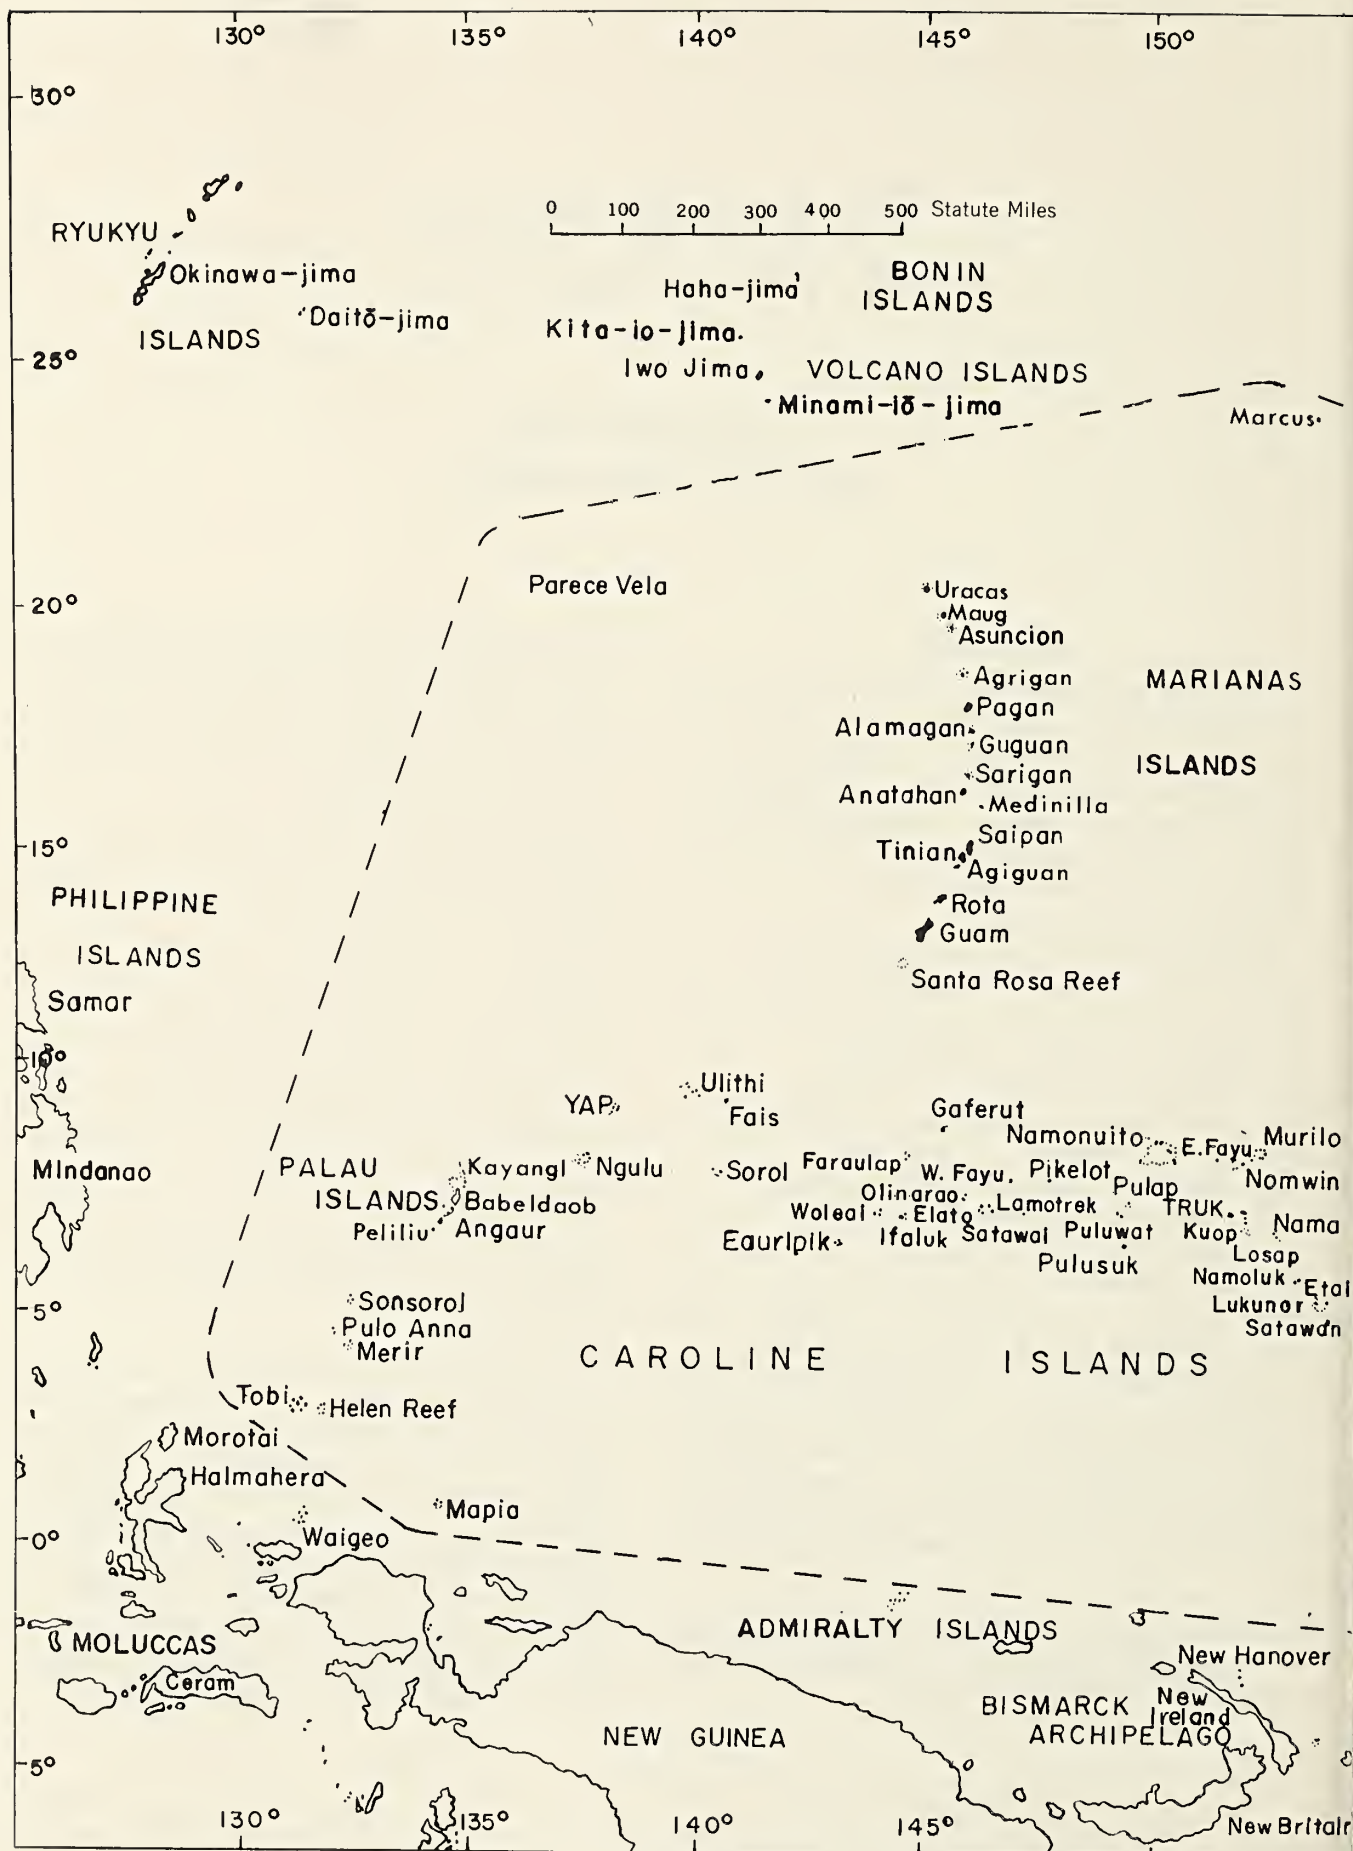 130° 135° 140° 145° 150°
30°
0 100 200 300 400 500 Statute Miles
RYUKYU
Okinawa-jima
ISLANDS
Daitō-jima
BONIN
ISLANDS
Haha-jima
Kita-io-jima
25°
Iwo Jima
VOLCANO ISLANDS
Minami-iō-jima
Marcus
Parece Vela
20°
Uracas
Maug
Asuncion
Agrigan
MARIANAS
Pagan
Alamagan
Guguan
ISLANDS
Sarigan
Anatahan
Medinilla
Saipan
15°
Tinian
Agiguan
PHILIPPINE
ISLANDS
Rota
Guam
Santa Rosa Reef
Samar
10°
Ulithi
YAP
Fais
Gaferut
Namonuito
E. Fayu
Murilo
Mindanao
PALAU
ISLANDS
Kayangl
Ngulu
Sorol
Faraulap
W. Fayu
Pikelot
Pulap
Nomwin
Babeldaob
Olinarao
Lamotrek
TRUK
Woleai
Elato
Peliliu
Angaur
Eauripik
Ifaluk
Satawal
Puluwat
Kuop
Nama
Pulusuk
Losap
Namoluk
Etal
Lukunor
Satawan
5°
Sonsorol
Pulo Anna
Merir
CAROLINE ISLANDS
Tobi
Helen Reef
Morotai
Halmahera
Mapia
0°
Waigeo
ADMIRALTY ISLANDS
MOLUCCAS
Ceram
New Hanover
BISMARCK
ARCHIPELAGO
New
Ireland
NEW GUINEA
5°
New Britain
130° 135° 140° 145°